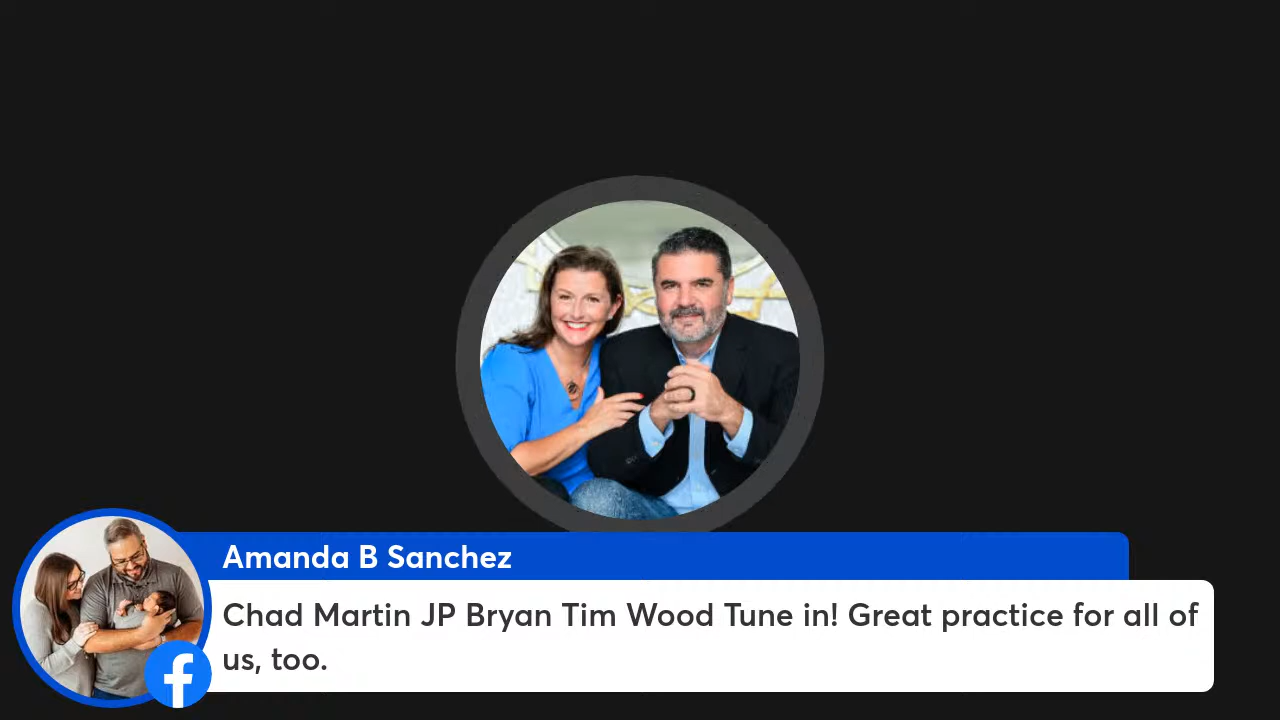 Amanda B Sanchez
Chad Martin JP Bryan Tim Wood Tune in! Great practice for all of
us, too.